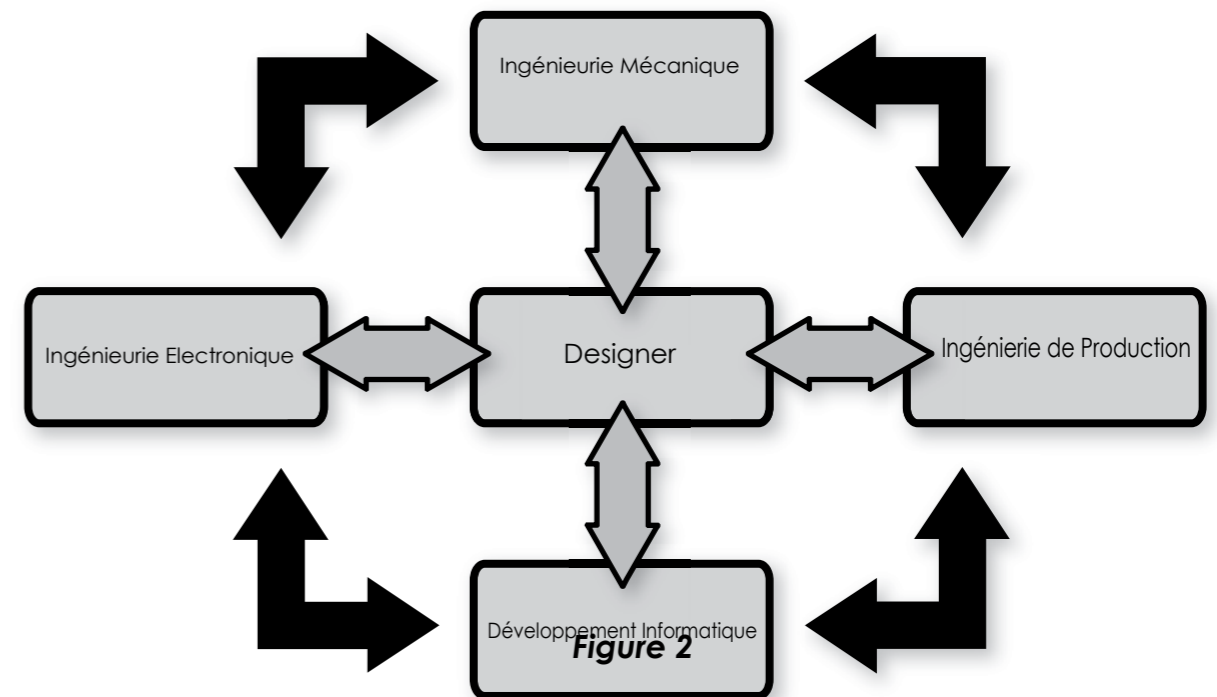 Ingénieurie Mécanique
Ingénieurie Electronique
Designer
Ingénierie de Production
Développement Informatique
Figure 2